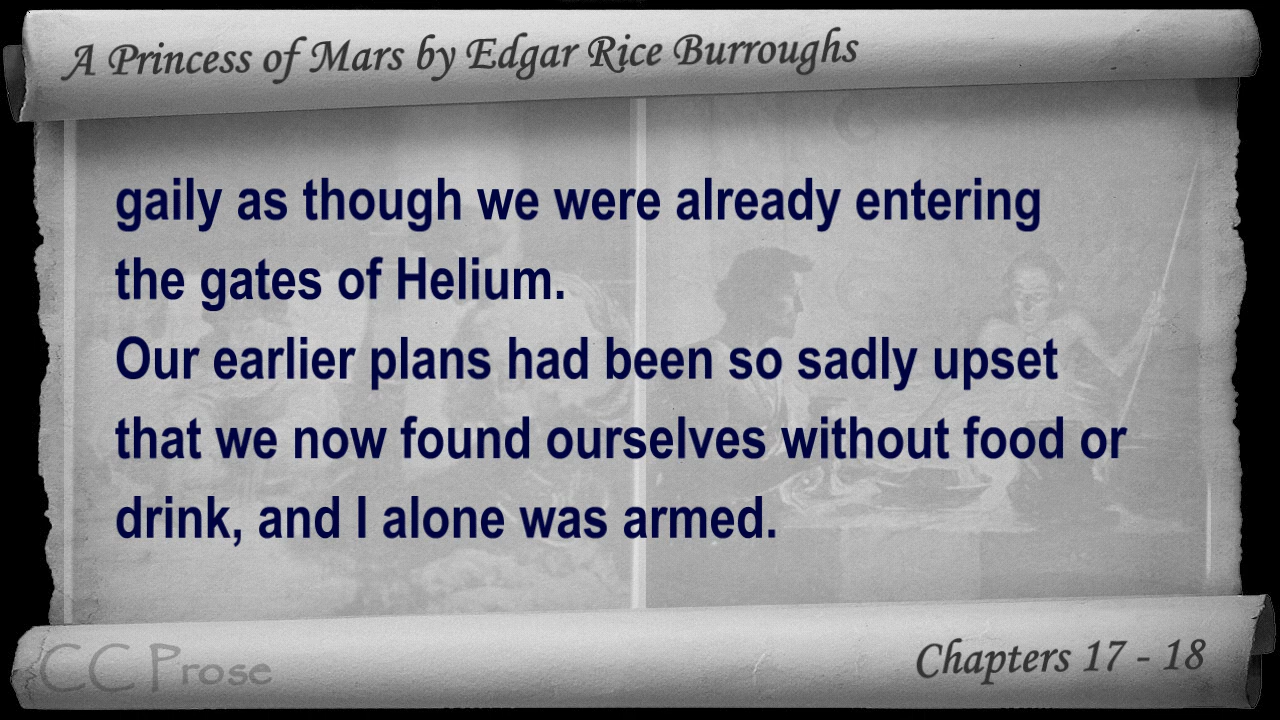 A Princess of Mars by Edgar Rice Burroughs
gaily as though we were already entering
the gates of Helium.
Our earlier plans had been so sadly upset
that we now found ourselves without food or
drink, and I alone was armed.
CC Prose
Chapters 17 - 18